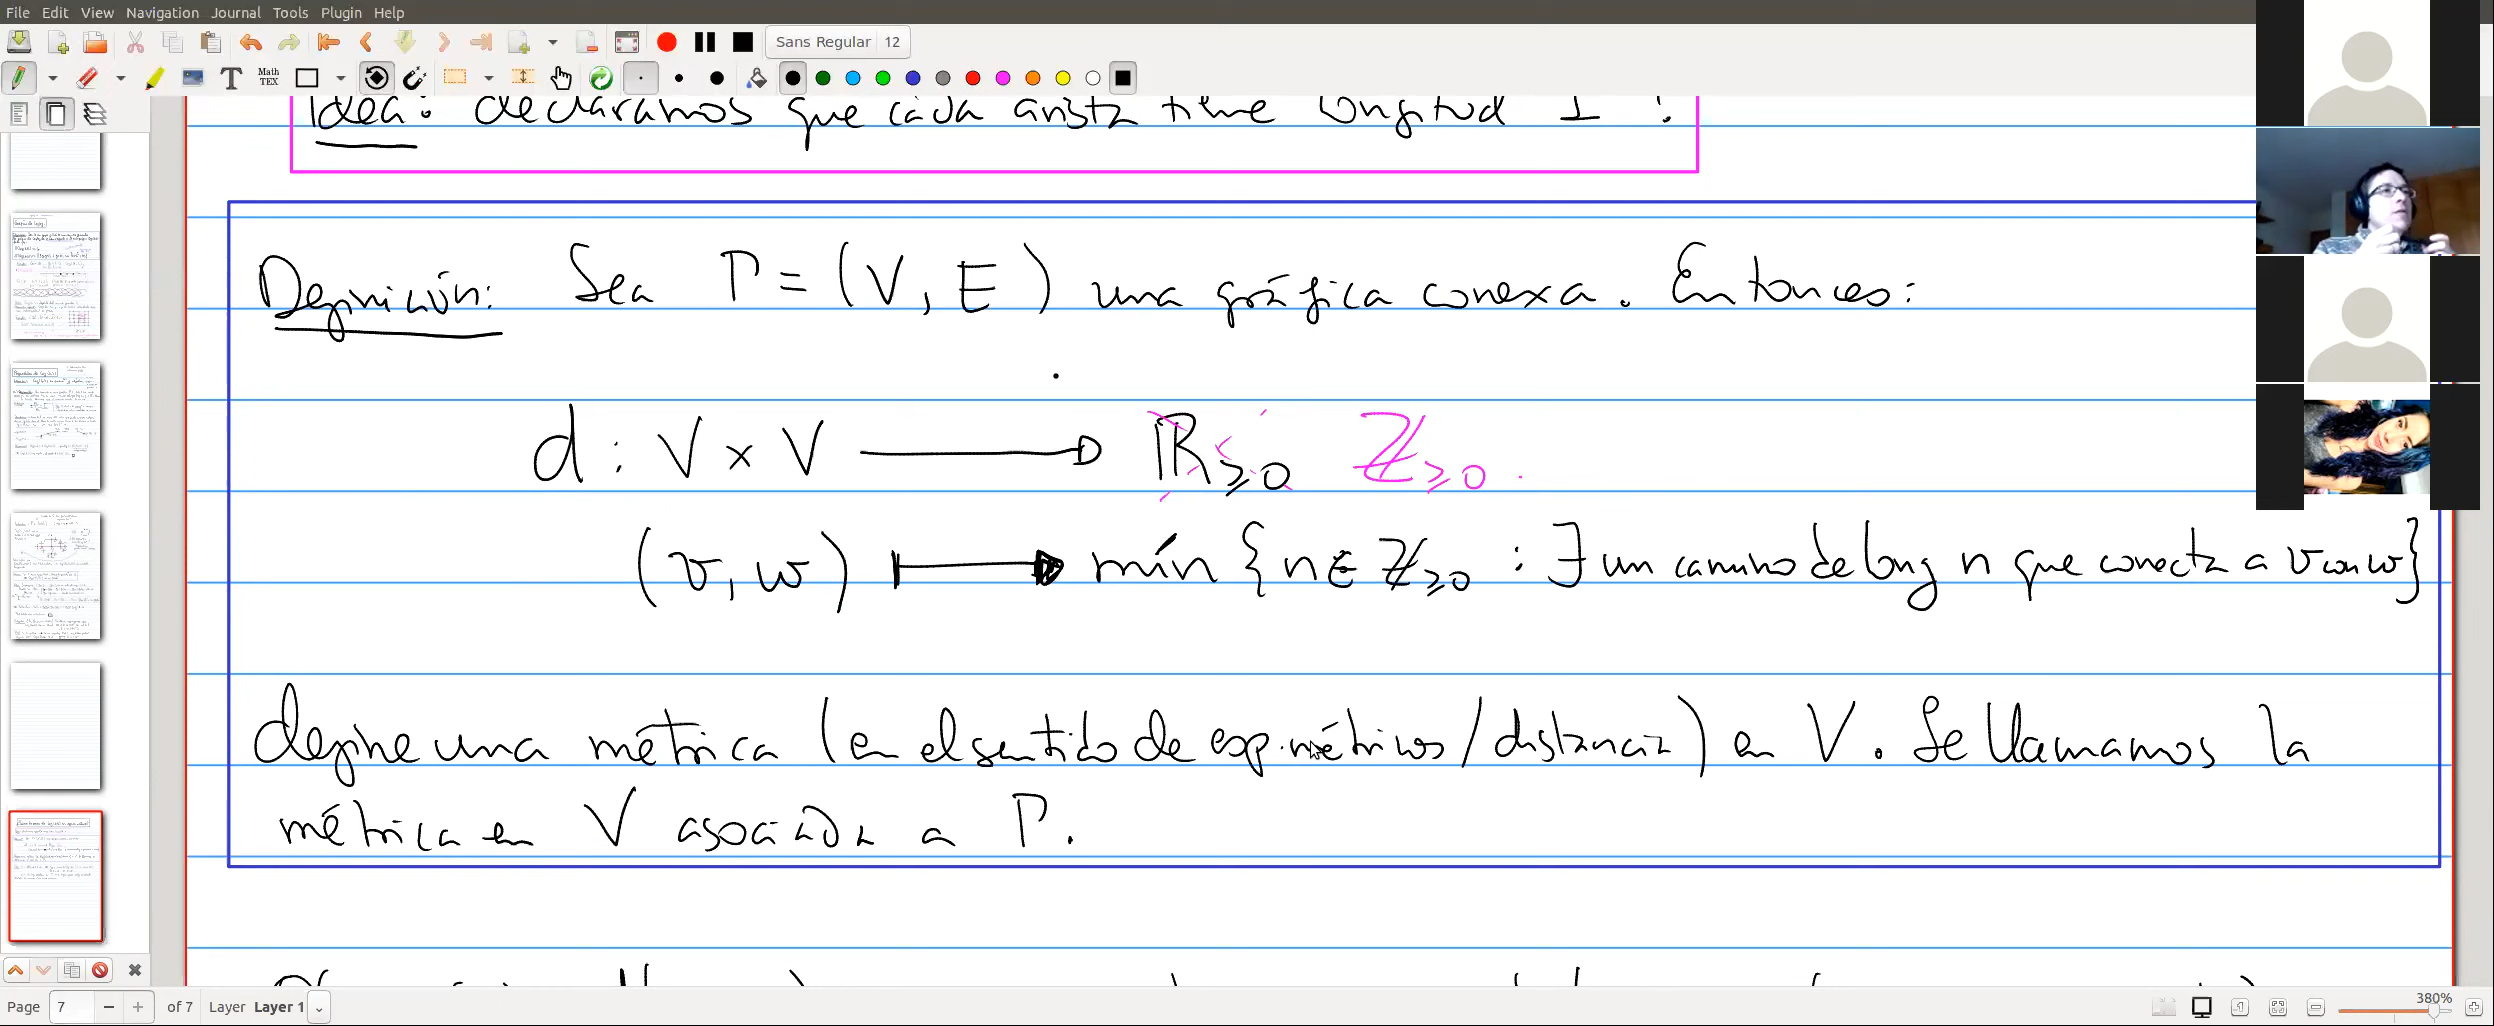 File Edit View Navigation Journal Tools Plugin Help
Sans Regular 12
Math TEX
Idea: declaramos que cada arista tiene longitud 1 !
Definición: Sea Γ = (V, E) una gráfica conexa. Entonces:
d : V × V → ℝ≥0 ℤ≥0 .
(v, w) ↦ mín { n ∈ ℤ≥0 : ∃ un camino de long n que conecta a v con w}
define una métrica (en el sentido de esp. métricos / distancia) en V. Le llamamos la
métrica en V asociada a Γ.
Page 7 of 7 Layer Layer 1 380%